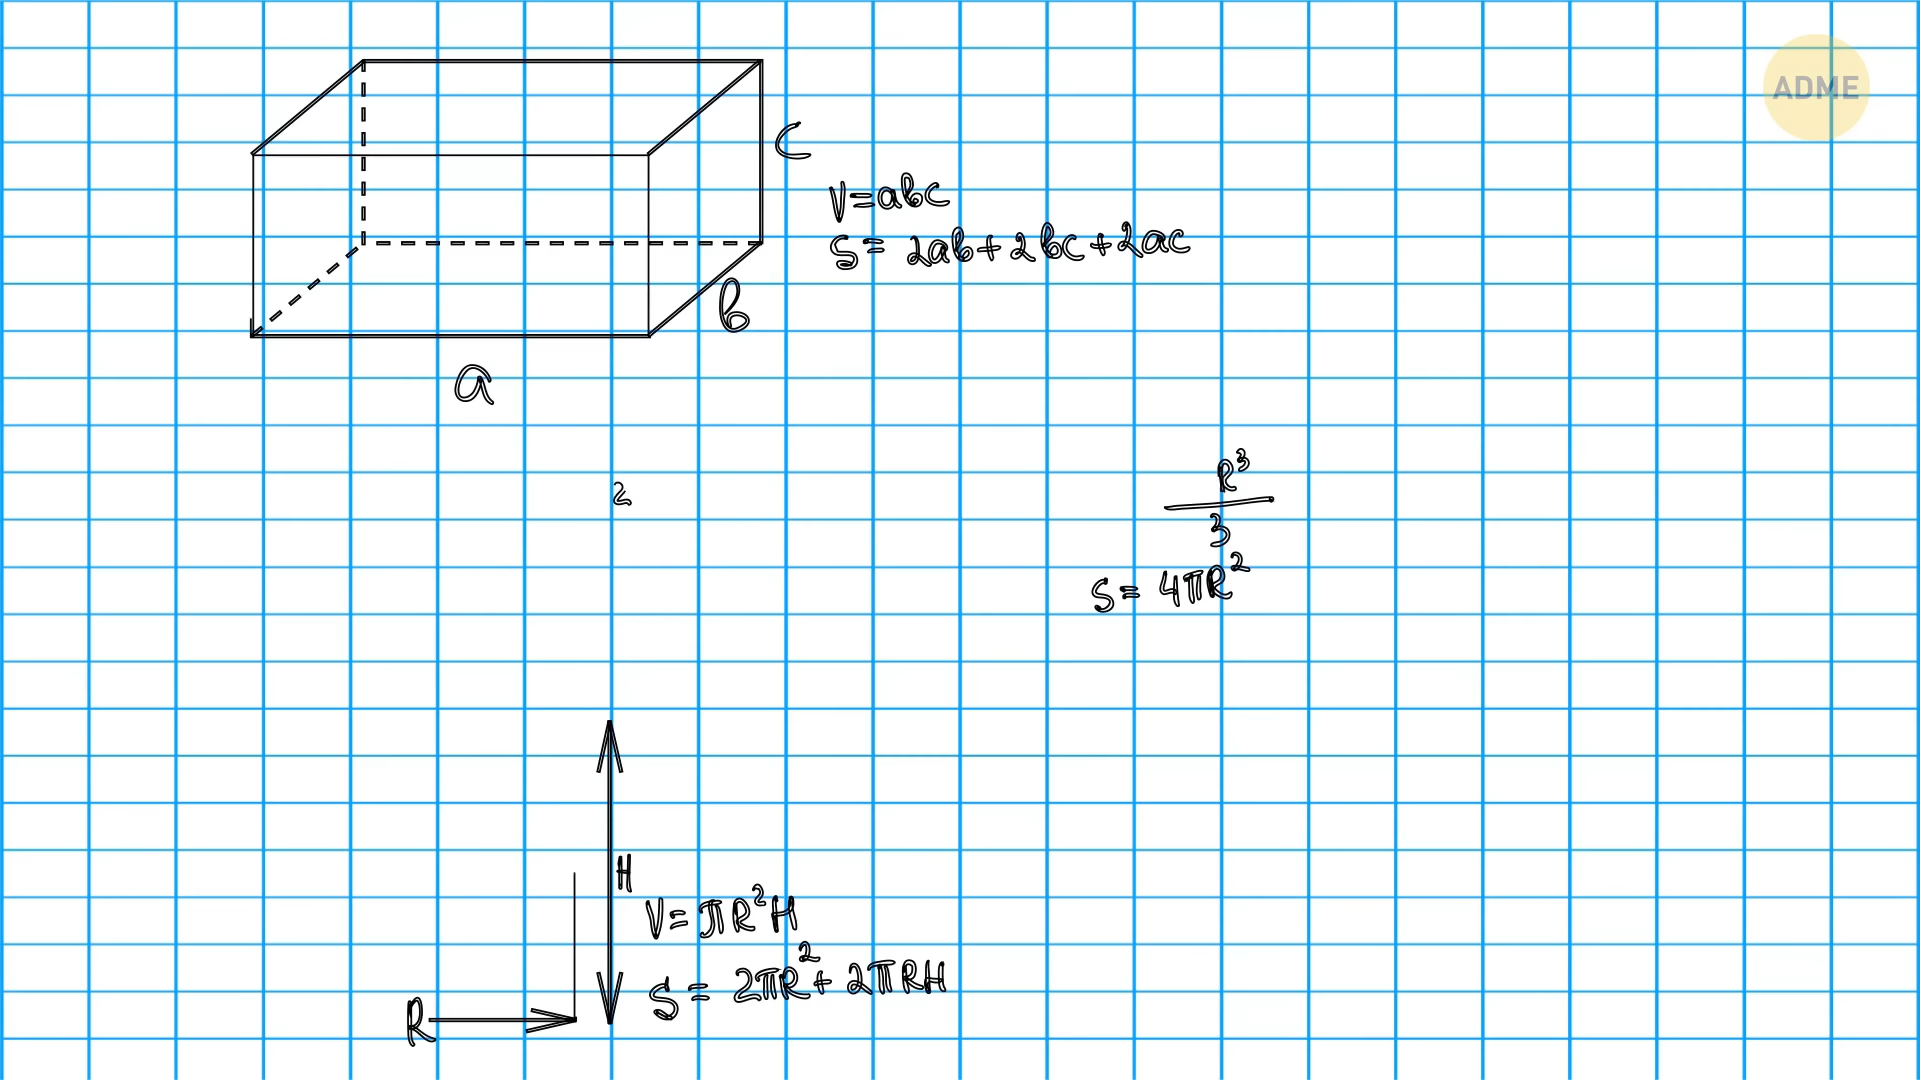 ADME
c
V=abc
S= 2ab+2bc+2ac
b
a
R³
2
3
S= 4πR²
H
V= πR²H
S= 2πR²+ 2πRH
R